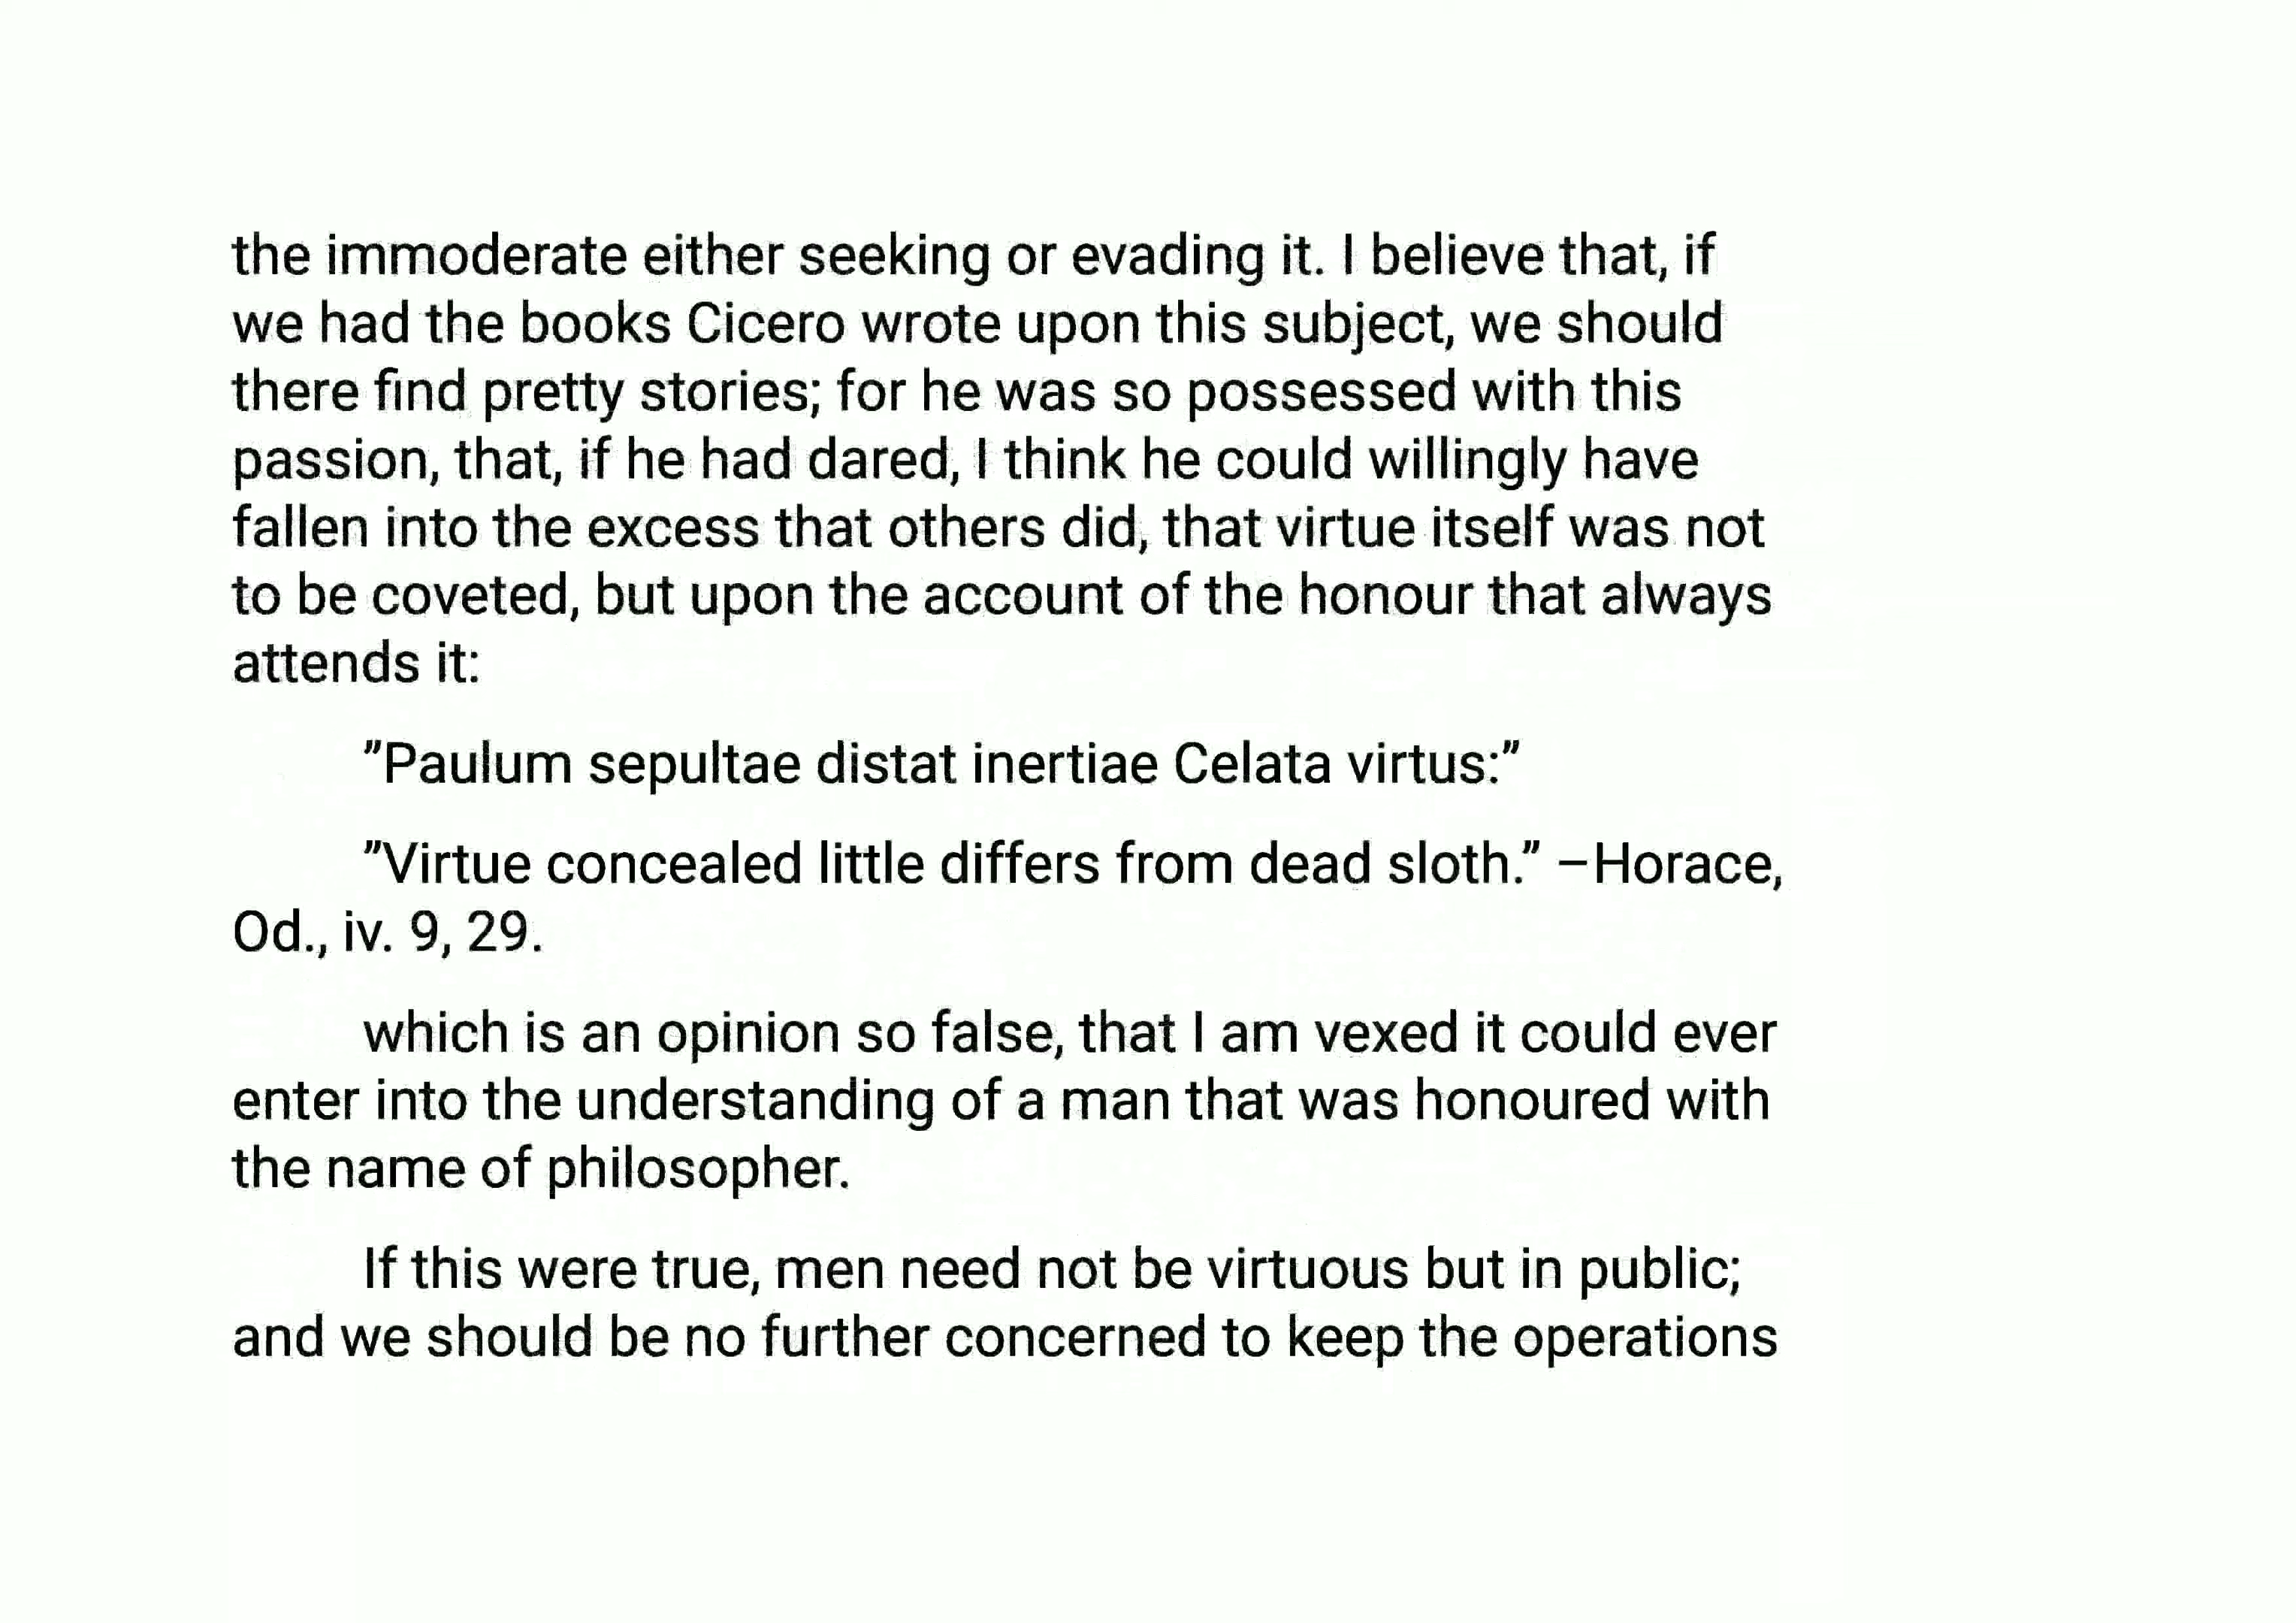 the immoderate either seeking or evading it. I believe that, if
we had the books Cicero wrote upon this subject, we should
there find pretty stories; for he was so possessed with this
passion, that, if he had dared, I think he could willingly have
fallen into the excess that others did, that virtue itself was not
to be coveted, but upon the account of the honour that always
attends it:
”Paulum sepultae distat inertiae Celata virtus:”
”Virtue concealed little differs from dead sloth.” –Horace,
Od., iv. 9, 29.
which is an opinion so false, that I am vexed it could ever
enter into the understanding of a man that was honoured with
the name of philosopher.
If this were true, men need not be virtuous but in public;
and we should be no further concerned to keep the operations